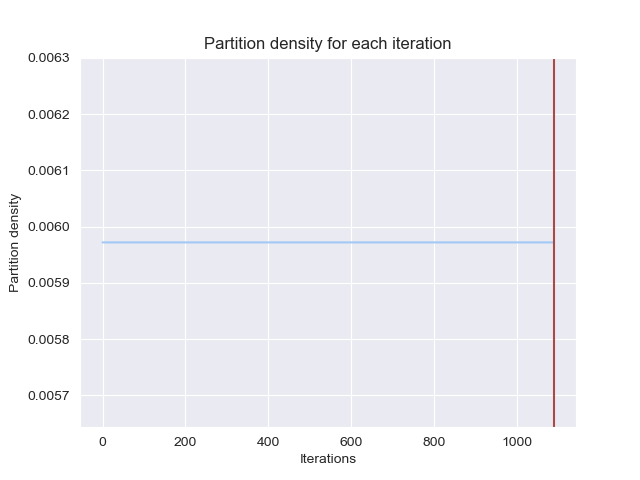 Partition density for each iteration
0.0063
0.0062
0.0061
0.0060
0.0059
0.0058
0.0057
Partition density
0 200 400 600 800 1000
Iterations